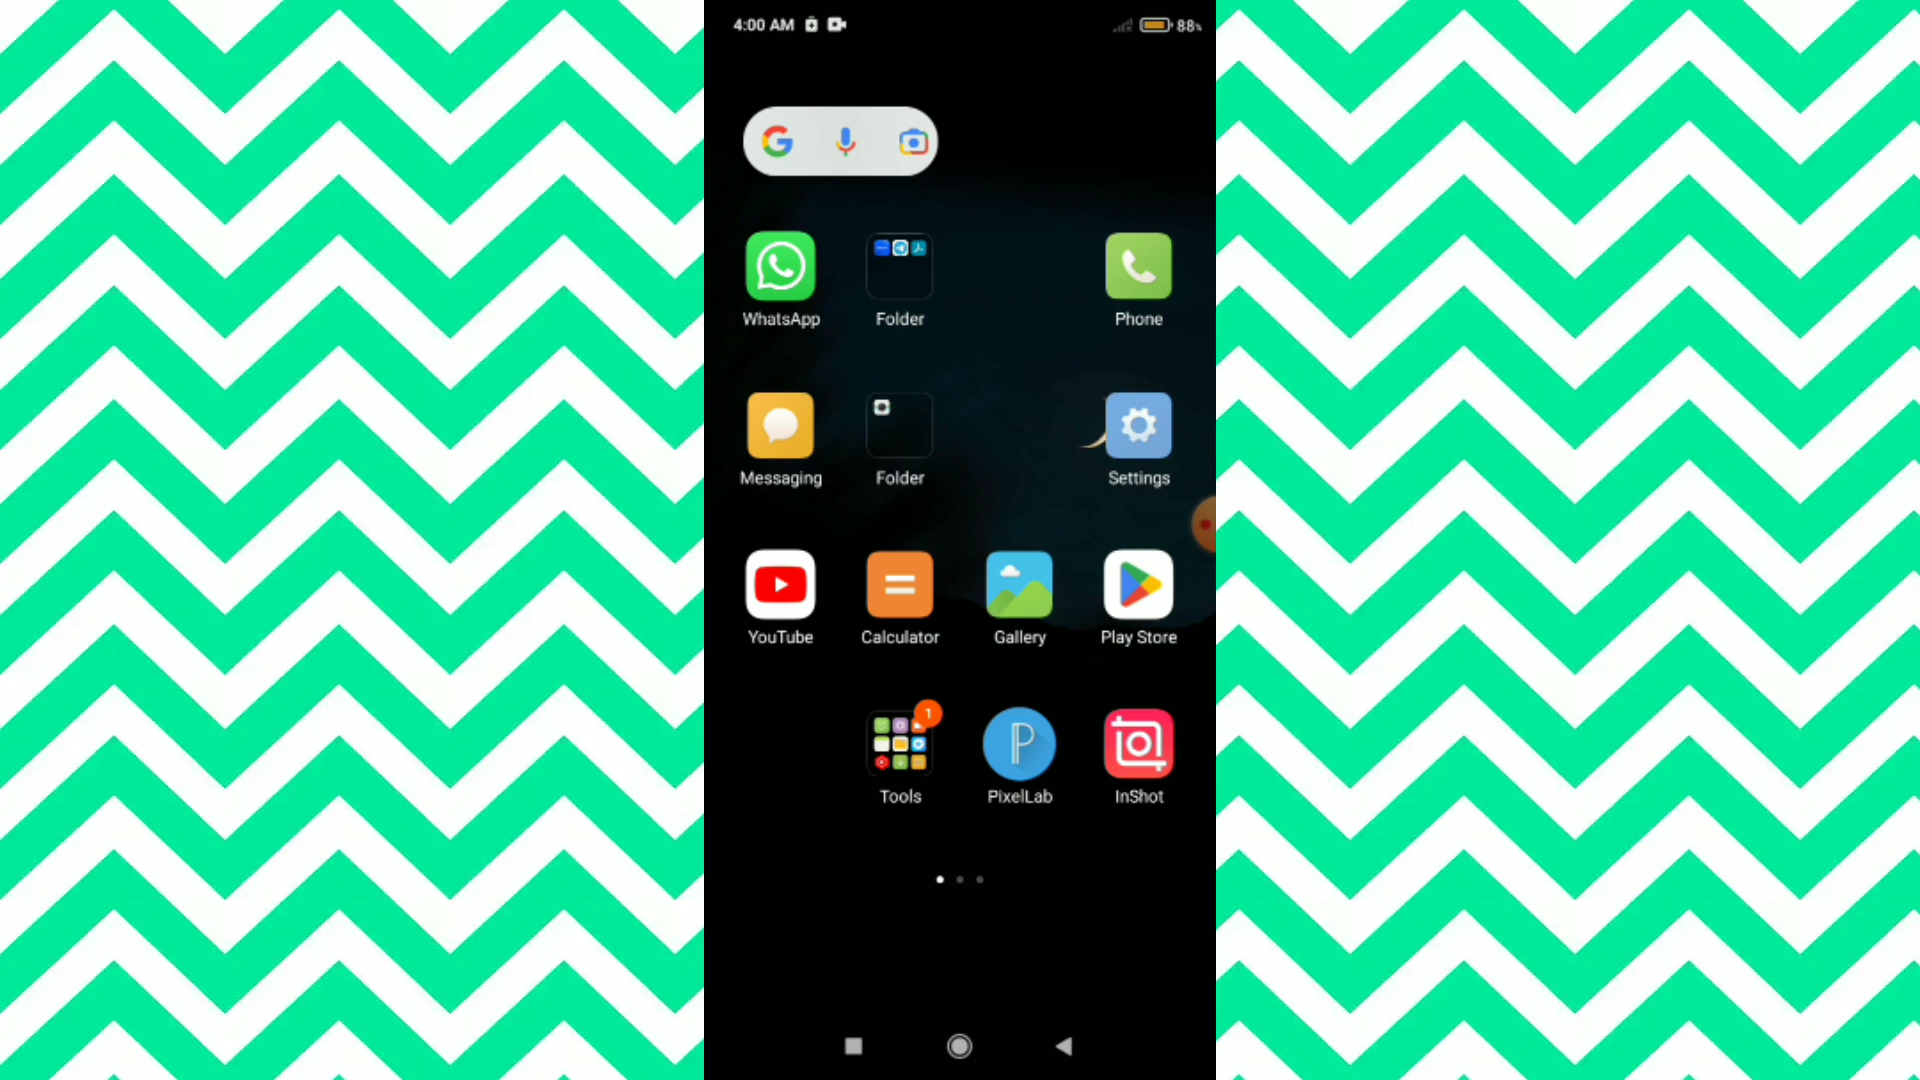 4:00 AM 88%
WhatsApp Folder Phone
Messaging Folder Settings
YouTube Calculator Gallery Play Store
1
Tools PixelLab InShot